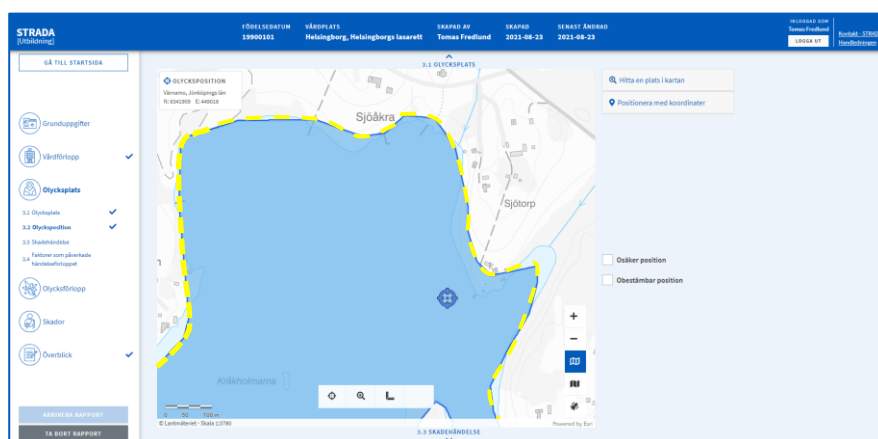 STRADA
[Utbildning]
FÖDELSEDATUM
19900101
VÅRDPLATS
Helsingborg, Helsingborgs lasarett
SKAPAD AV
Tomas Fredlund
SKAPAD
2021-08-23
SENAST ÄNDRAD
2021-08-23
INLOGGAD SOM
Tomas Fredlund
LOGGA UT
Kontakt - STRADA
Handledningen
GÅ TILL STARTSIDA
Grunduppgifter
Vårdförlopp
Olycksplats
3.1 Olycksplats
3.2 Olycksposition
3.3 Skadehändelse
3.4 Faktorer som påverkade
händelseförloppet
Olycksförlopp
Skador
Överblick
ARKIVERA RAPPORT
TA BORT RAPPORT
3.1 OLYCKSPLATS
OLYCKSPOSITION
Värnamo, Jönköpings län
N: 6341909 E: 449016
Sjöåkra
Sjötorp
Kråkholmarna
0 50 100 m
© Lantmäteriet - Skala 1:3780
Powered by Esri
3.3 SKADEHÄNDELSE
Hitta en plats i kartan
Positionera med koordinater
Osäker position
Obestämbar position